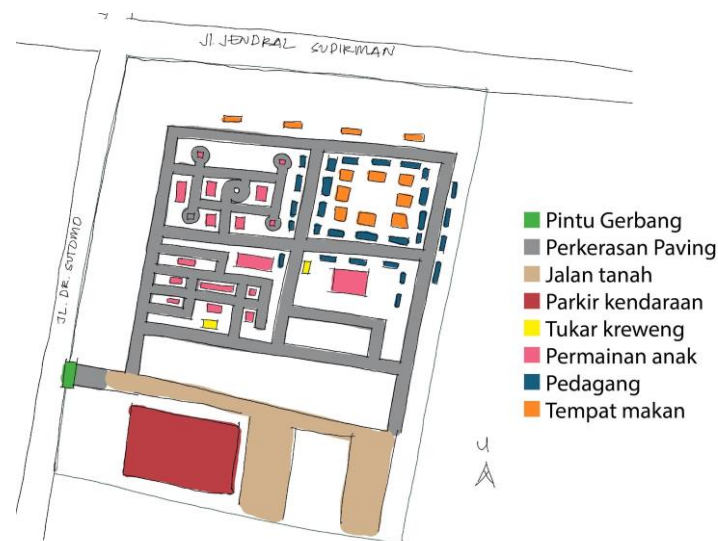 Jl. JENDRAL SUDIRMAN
JL. DR. SUTOMO
Pintu Gerbang
Perkerasan Paving
Jalan tanah
Parkir kendaraan
Tukar kreweng
Permainan anak
Pedagang
Tempat makan
U